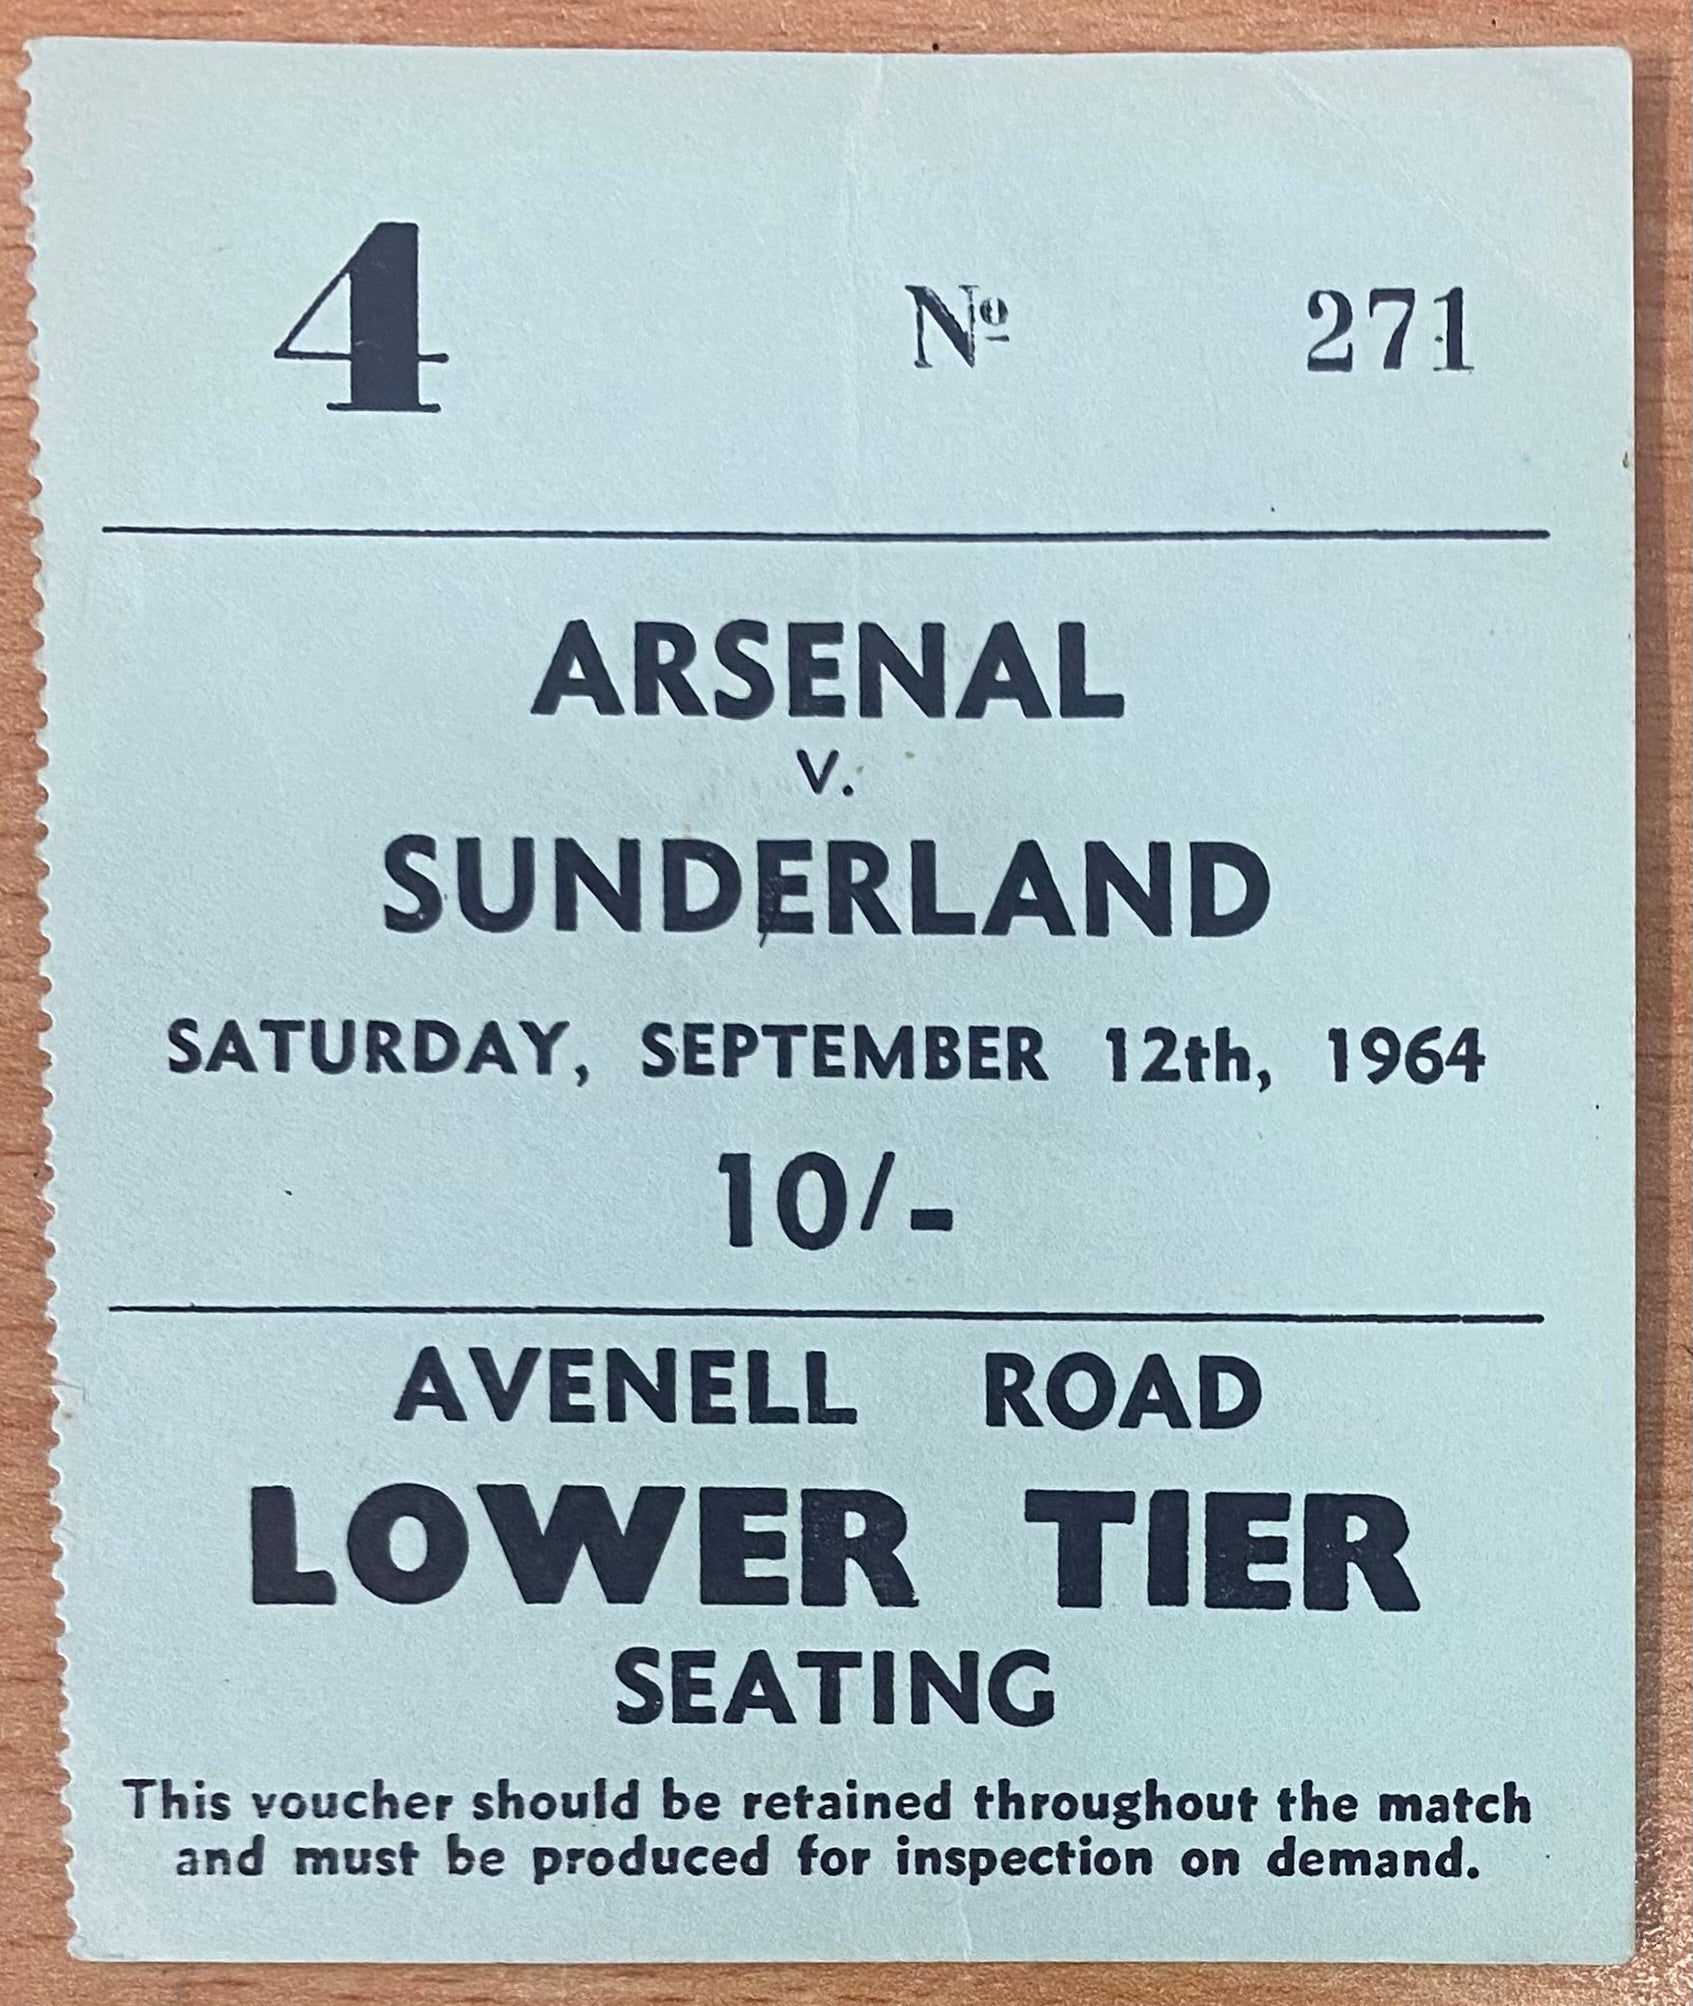 4 Nº 271
ARSENAL
V.
SUNDERLAND
SATURDAY, SEPTEMBER 12th, 1964
10/-
AVENELL ROAD
LOWER TIER
SEATING
This voucher should be retained throughout the match
and must be produced for inspection on demand.